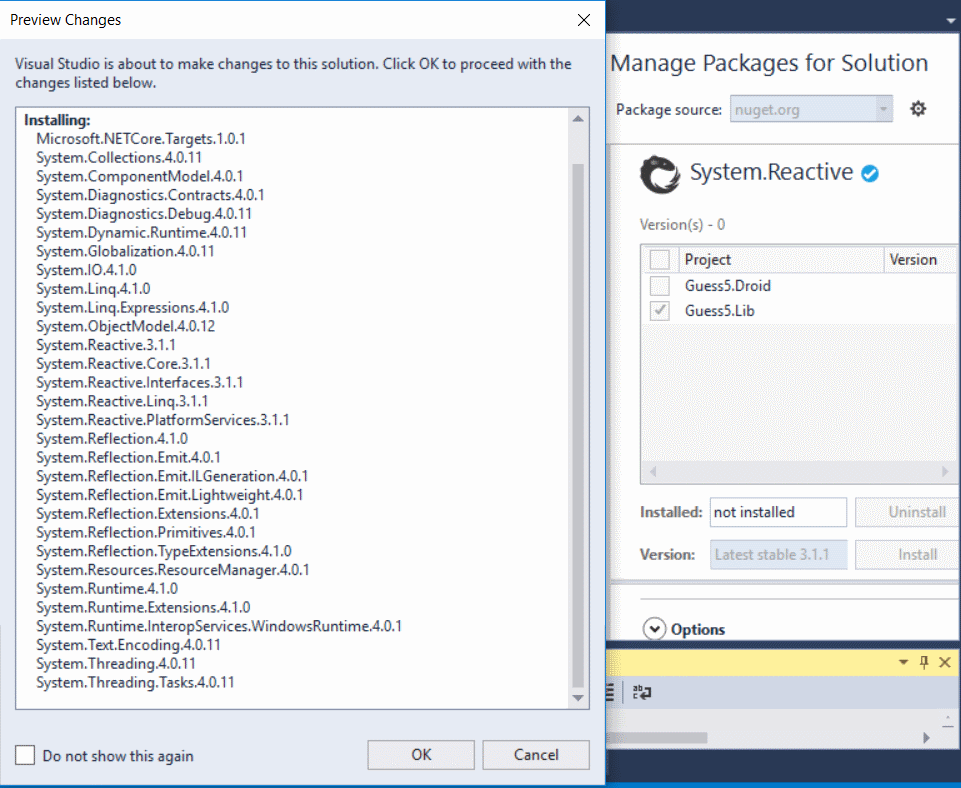 Preview Changes
Visual Studio is about to make changes to this solution. Click OK to proceed with the
changes listed below.
Installing:
Microsoft.NETCore.Targets.1.0.1
System.Collections.4.0.11
System.ComponentModel.4.0.1
System.Diagnostics.Contracts.4.0.1
System.Diagnostics.Debug.4.0.11
System.Dynamic.Runtime.4.0.11
System.Globalization.4.0.11
System.IO.4.1.0
System.Linq.4.1.0
System.Linq.Expressions.4.1.0
System.ObjectModel.4.0.12
System.Reactive.3.1.1
System.Reactive.Core.3.1.1
System.Reactive.Interfaces.3.1.1
System.Reactive.Linq.3.1.1
System.Reactive.PlatformServices.3.1.1
System.Reflection.4.1.0
System.Reflection.Emit.4.0.1
System.Reflection.Emit.ILGeneration.4.0.1
System.Reflection.Emit.Lightweight.4.0.1
System.Reflection.Extensions.4.0.1
System.Reflection.Primitives.4.0.1
System.Reflection.TypeExtensions.4.1.0
System.Resources.ResourceManager.4.0.1
System.Runtime.4.1.0
System.Runtime.Extensions.4.1.0
System.Runtime.InteropServices.WindowsRuntime.4.0.1
System.Text.Encoding.4.0.11
System.Threading.4.0.11
System.Threading.Tasks.4.0.11
Do not show this again
OK
Cancel
Manage Packages for Solution
Package source: nuget.org
System.Reactive
Version(s) - 0
Project Version
Guess5.Droid
Guess5.Lib
Installed: not installed Uninstall
Version: Latest stable 3.1.1 Install
Options